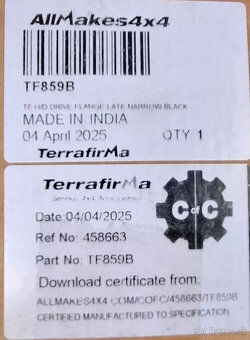 AllMakes4x4
TF859B
TF H/D DRIVE FLANGE LATE NARROW BLACK
MADE IN INDIA
04 April 2025 QTY: 1
TerrafirMa
TerrafirMa
4x4
Date: 04/04/2025
C of C
Ref No: 458663
Part No: TF859B
Download certificate from:
ALLMAKES4X4.COM/COFC/458663/TF859B
CERTIFIED MANUFACTURED TO SPECIFICATION